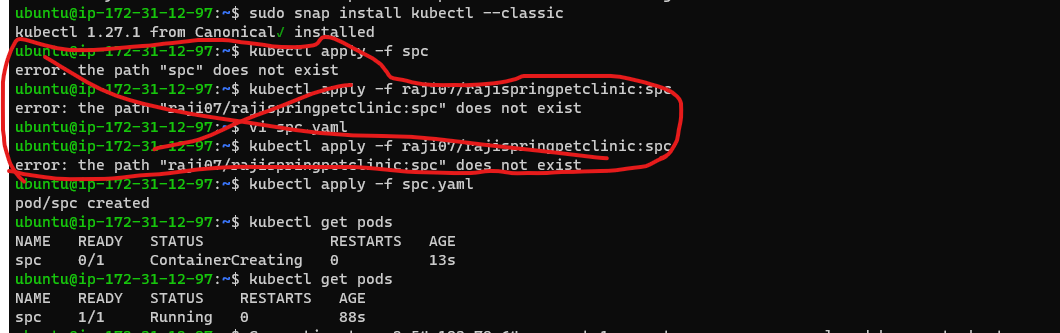 ubuntu@ip-172-31-12-97:~$ sudo snap install kubectl --classic
kubectl 1.27.1 from Canonical✓ installed
ubuntu@ip-172-31-12-97:~$ kubectl apply -f spc
error: the path "spc" does not exist
ubuntu@ip-172-31-12-97:~$ kubectl apply -f raji07/rajispringpetclinic:spc
error: the path "raji07/rajispringpetclinic:spc" does not exist
ubuntu@ip-172-31-12-97:~$ vi spc.yaml
ubuntu@ip-172-31-12-97:~$ kubectl apply -f raji07/rajispringpetclinic:spc
error: the path "raji07/rajispringpetclinic:spc" does not exist
ubuntu@ip-172-31-12-97:~$ kubectl apply -f spc.yaml
pod/spc created
ubuntu@ip-172-31-12-97:~$ kubectl get pods
NAME READY STATUS RESTARTS AGE
spc 0/1 ContainerCreating 0 13s
ubuntu@ip-172-31-12-97:~$ kubectl get pods
NAME READY STATUS RESTARTS AGE
spc 1/1 Running 0 88s